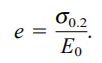 e = σ₀.₂ / E₀.